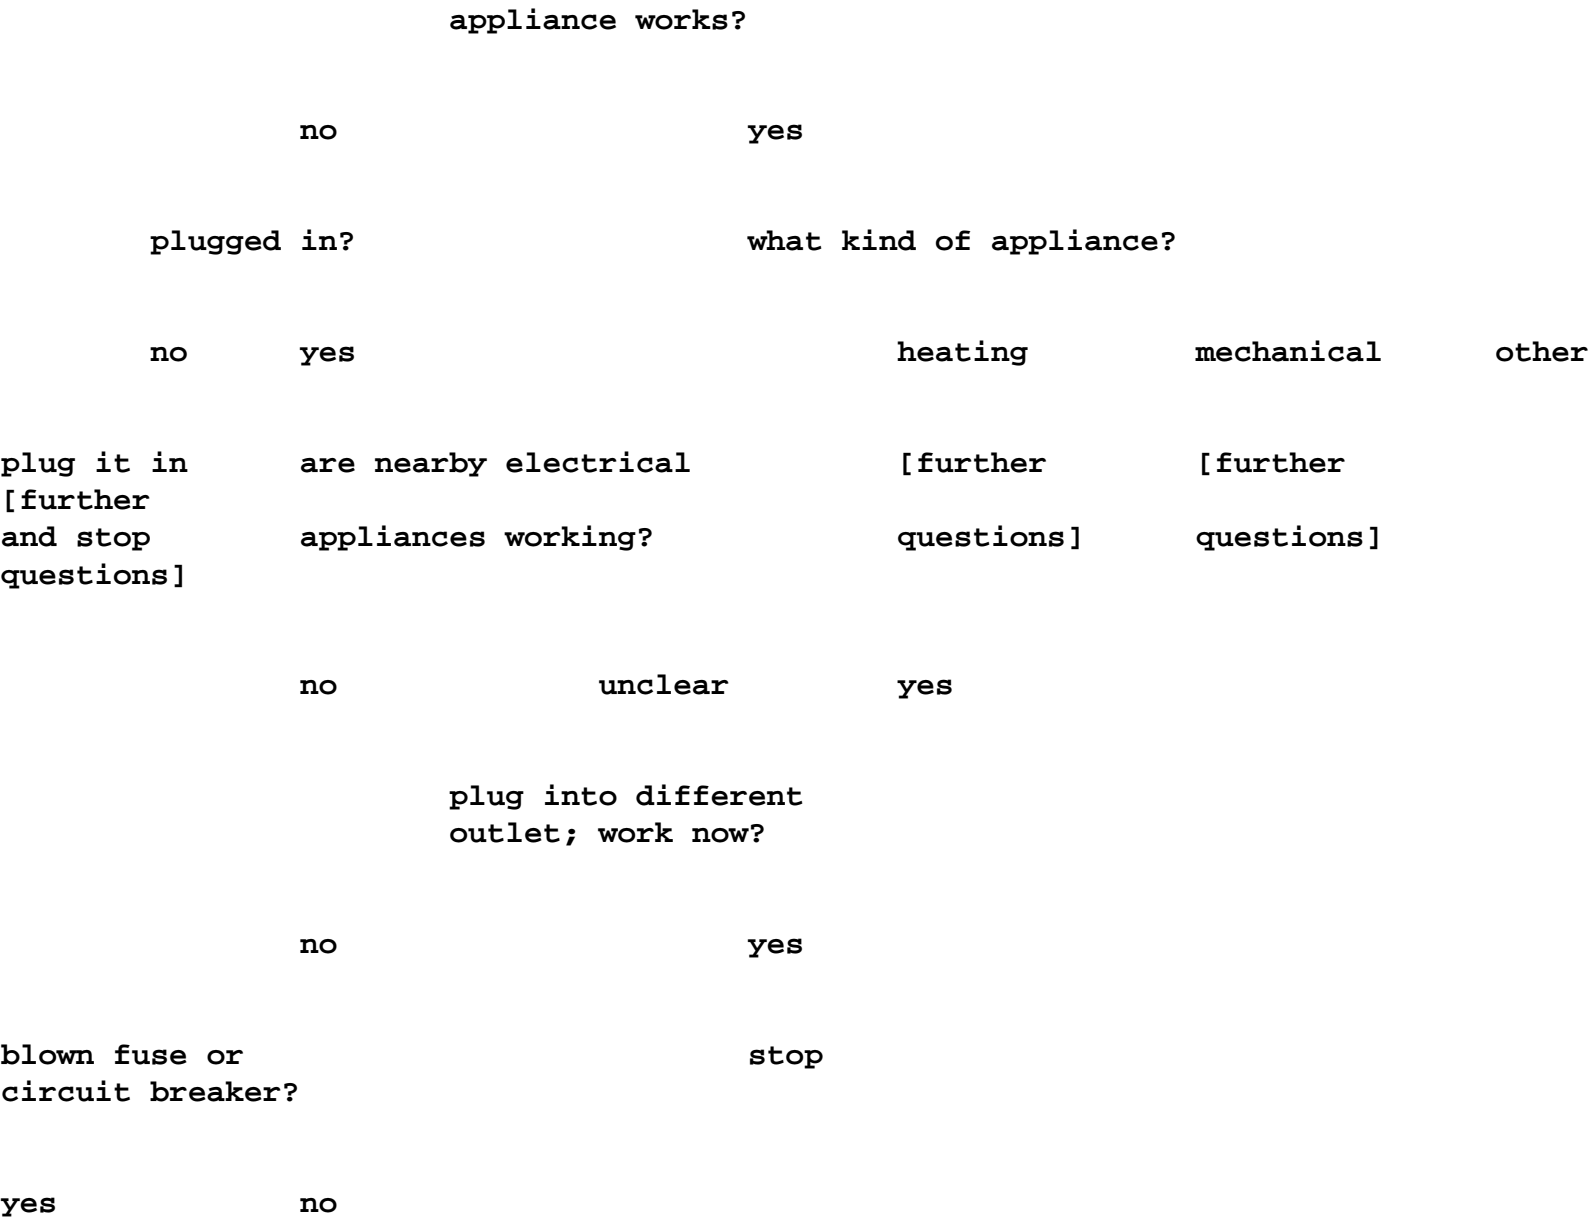 appliance works?
no yes
plugged in? what kind of appliance?
no yes heating mechanical other
plug it in are nearby electrical [further [further
[further
and stop appliances working? questions] questions]
questions]
no unclear yes
plug into different
outlet; work now?
no yes
blown fuse or stop
circuit breaker?
yes no